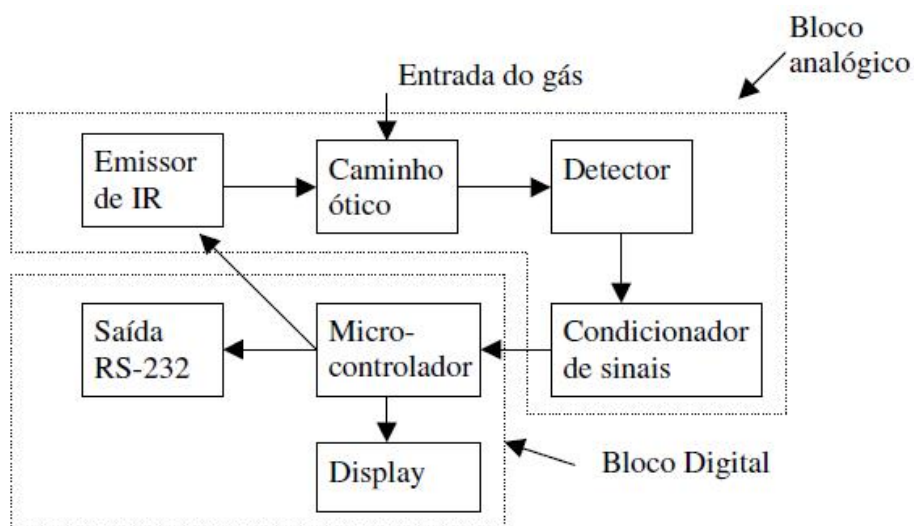 Bloco
analógico
Entrada do gás
Emissor
de IR
Caminho
ótico
Detector
Saída
RS-232
Micro-
controlador
Condicionador
de sinais
Display
Bloco Digital